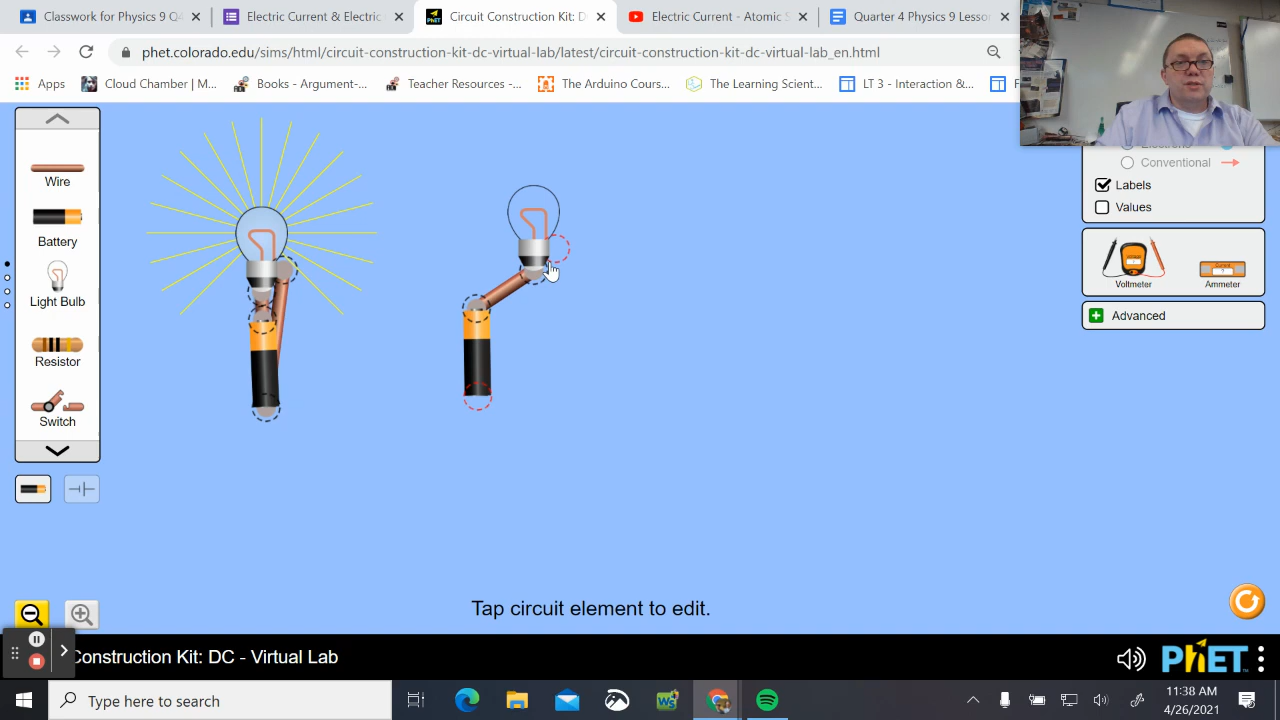 Classwork for Physics 9 Q4
Electric Current & Electric
Circuit Construction Kit: D
Electric Current - Atomic S
Quarter 4 Physics 9 Lesso
phet.colorado.edu/sims/html/circuit-construction-kit-dc-virtual-lab/latest/circuit-construction-kit-dc-virtual-lab_en.html
Apps
Cloud Chamber | M...
Books - Argument-...
Teacher Resources -...
The Arduino Cours...
The Learning Scient...
LT 3 - Interaction &...
Wire
Battery
Light Bulb
Resistor
Switch
Conventional
Labels
Values
Voltmeter
Current
Ammeter
Advanced
Tap circuit element to edit.
Construction Kit: DC - Virtual Lab
PhET
Type here to search
11:38 AM
4/26/2021